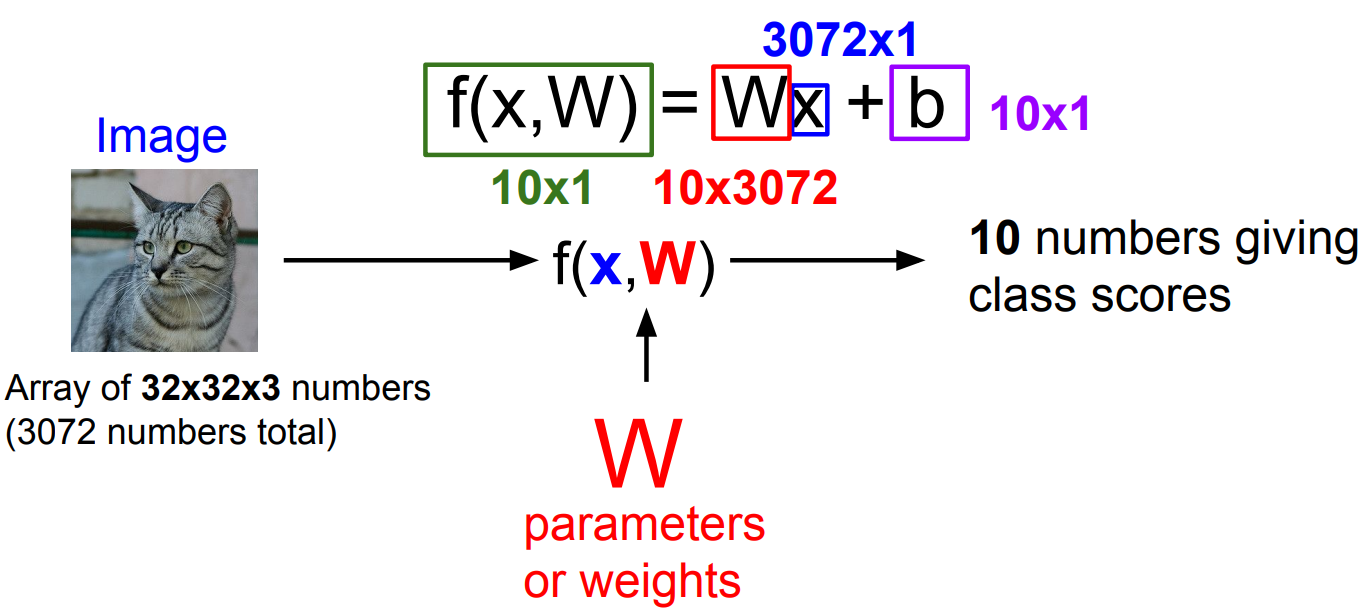 3072x1
f(x,W) = Wx + b 10x1
10x1 10x3072
Image
f(x,W)
10 numbers giving
class scores
Array of 32x32x3 numbers
(3072 numbers total)
W
parameters
or weights